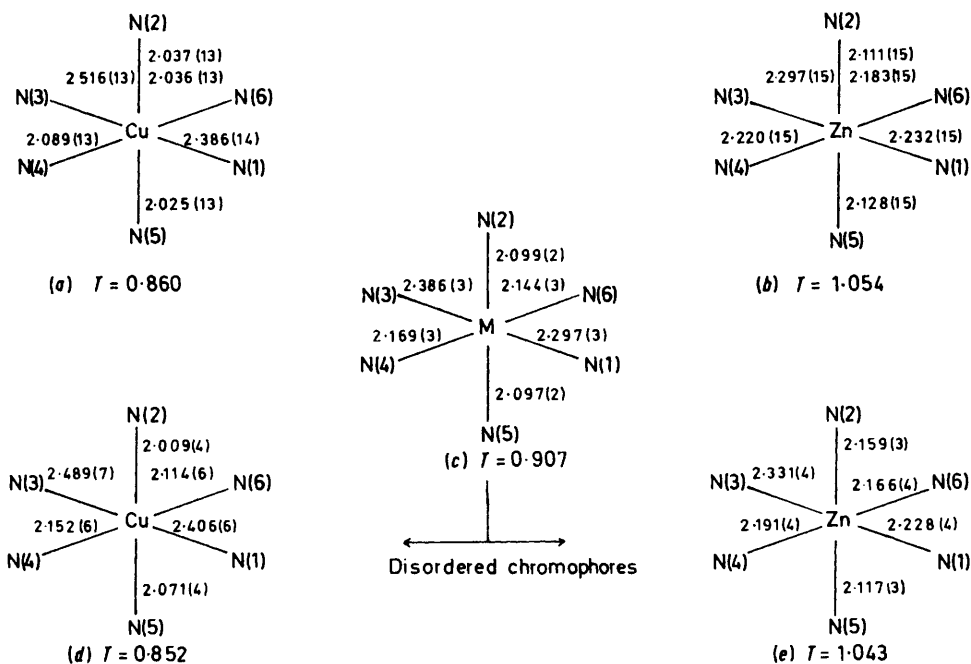 N(2)
2·037 (13)
2 516(13) 2·036 (13)
N(3) N(6)
Cu
2·089(13) 2·386 (14)
N(4) N(1)
2·025 (13)
N(5)
(a) T = 0·860
N(2)
2·111(15)
2·297(15) 2·183(15)
N(3) N(6)
Zn
2·220 (15) 2·232(15)
N(4) N(1)
2·128(15)
N(5)
(b) T = 1·054
N(2)
2·099(2)
2·386 (3) 2·144(3)
N(3) N(6)
M
2·169(3) 2·297(3)
N(4) N(1)
2·097(2)
N(5)
(c) T = 0·907
Disordered chromophores
N(2)
2·009(4)
2·489(7) 2·114(6)
N(3) N(6)
Cu
2·152(6) 2·406(6)
N(4) N(1)
2·071(4)
N(5)
(d) T = 0·852
N(2)
2·159(3)
2·331(4) 2·166(4)
N(3) N(6)
Zn
2·191(4) 2·228 (4)
N(4) N(1)
2·117(3)
N(5)
(e) T = 1·043